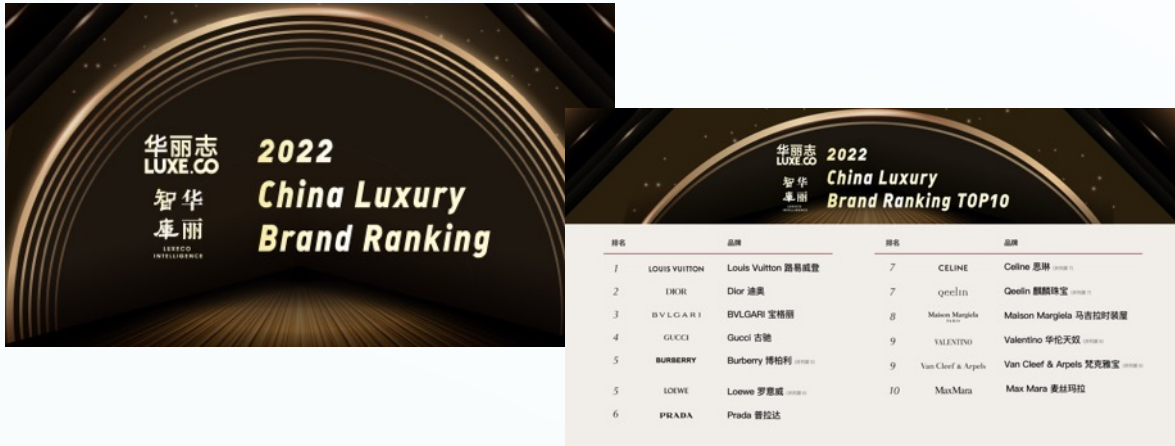 华丽志
LUXE.CO
智华
库丽
LUXECO
INTELLIGENCE
2022
China Luxury
Brand Ranking
华丽志
LUXE.CO
智华
库丽
2022
China Luxury
Brand Ranking TOP10
排名 品牌
1 LOUIS VUITTON Louis Vuitton 路易威登
2 DIOR Dior 迪奥
3 BVLGARI BVLGARI 宝格丽
4 GUCCI Gucci 古驰
5 BURBERRY Burberry 博柏利
5 LOEWE Loewe 罗意威
6 PRADA Prada 普拉达
排名 品牌
7 CELINE Celine 思琳
7 Qeelin Qeelin 麒麟珠宝
8 Maison Margiela Maison Margiela 马吉拉时装屋
9 VALENTINO Valentino 华伦天奴
9 Van Cleef & Arpels Van Cleef & Arpels 梵克雅宝
10 MaxMara Max Mara 麦丝玛拉